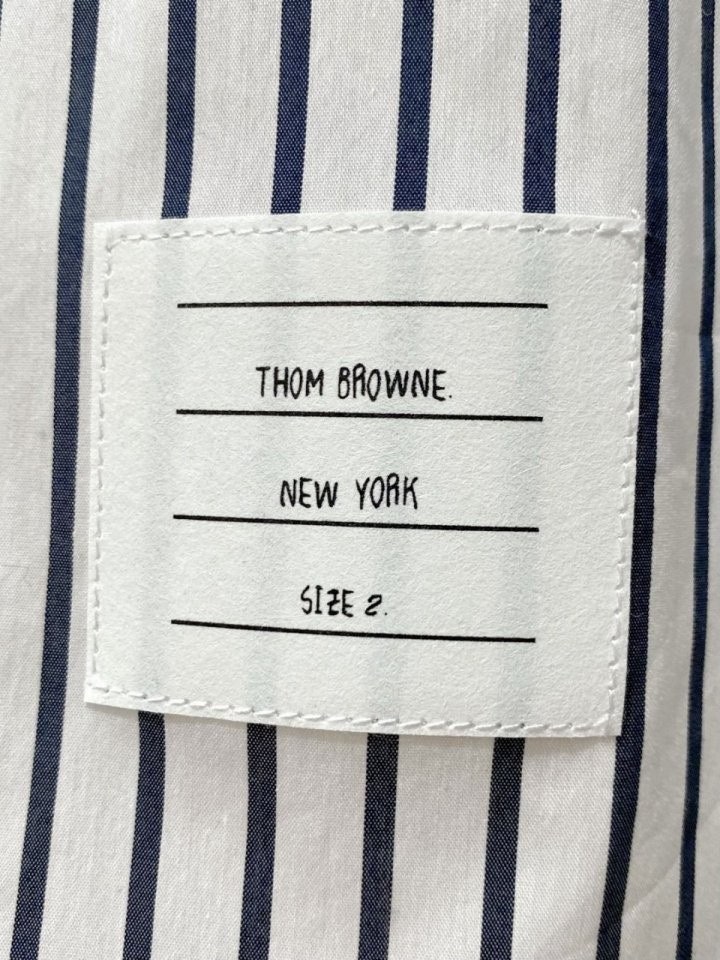 THOM BROWNE.
NEW YORK
SIZE 2.